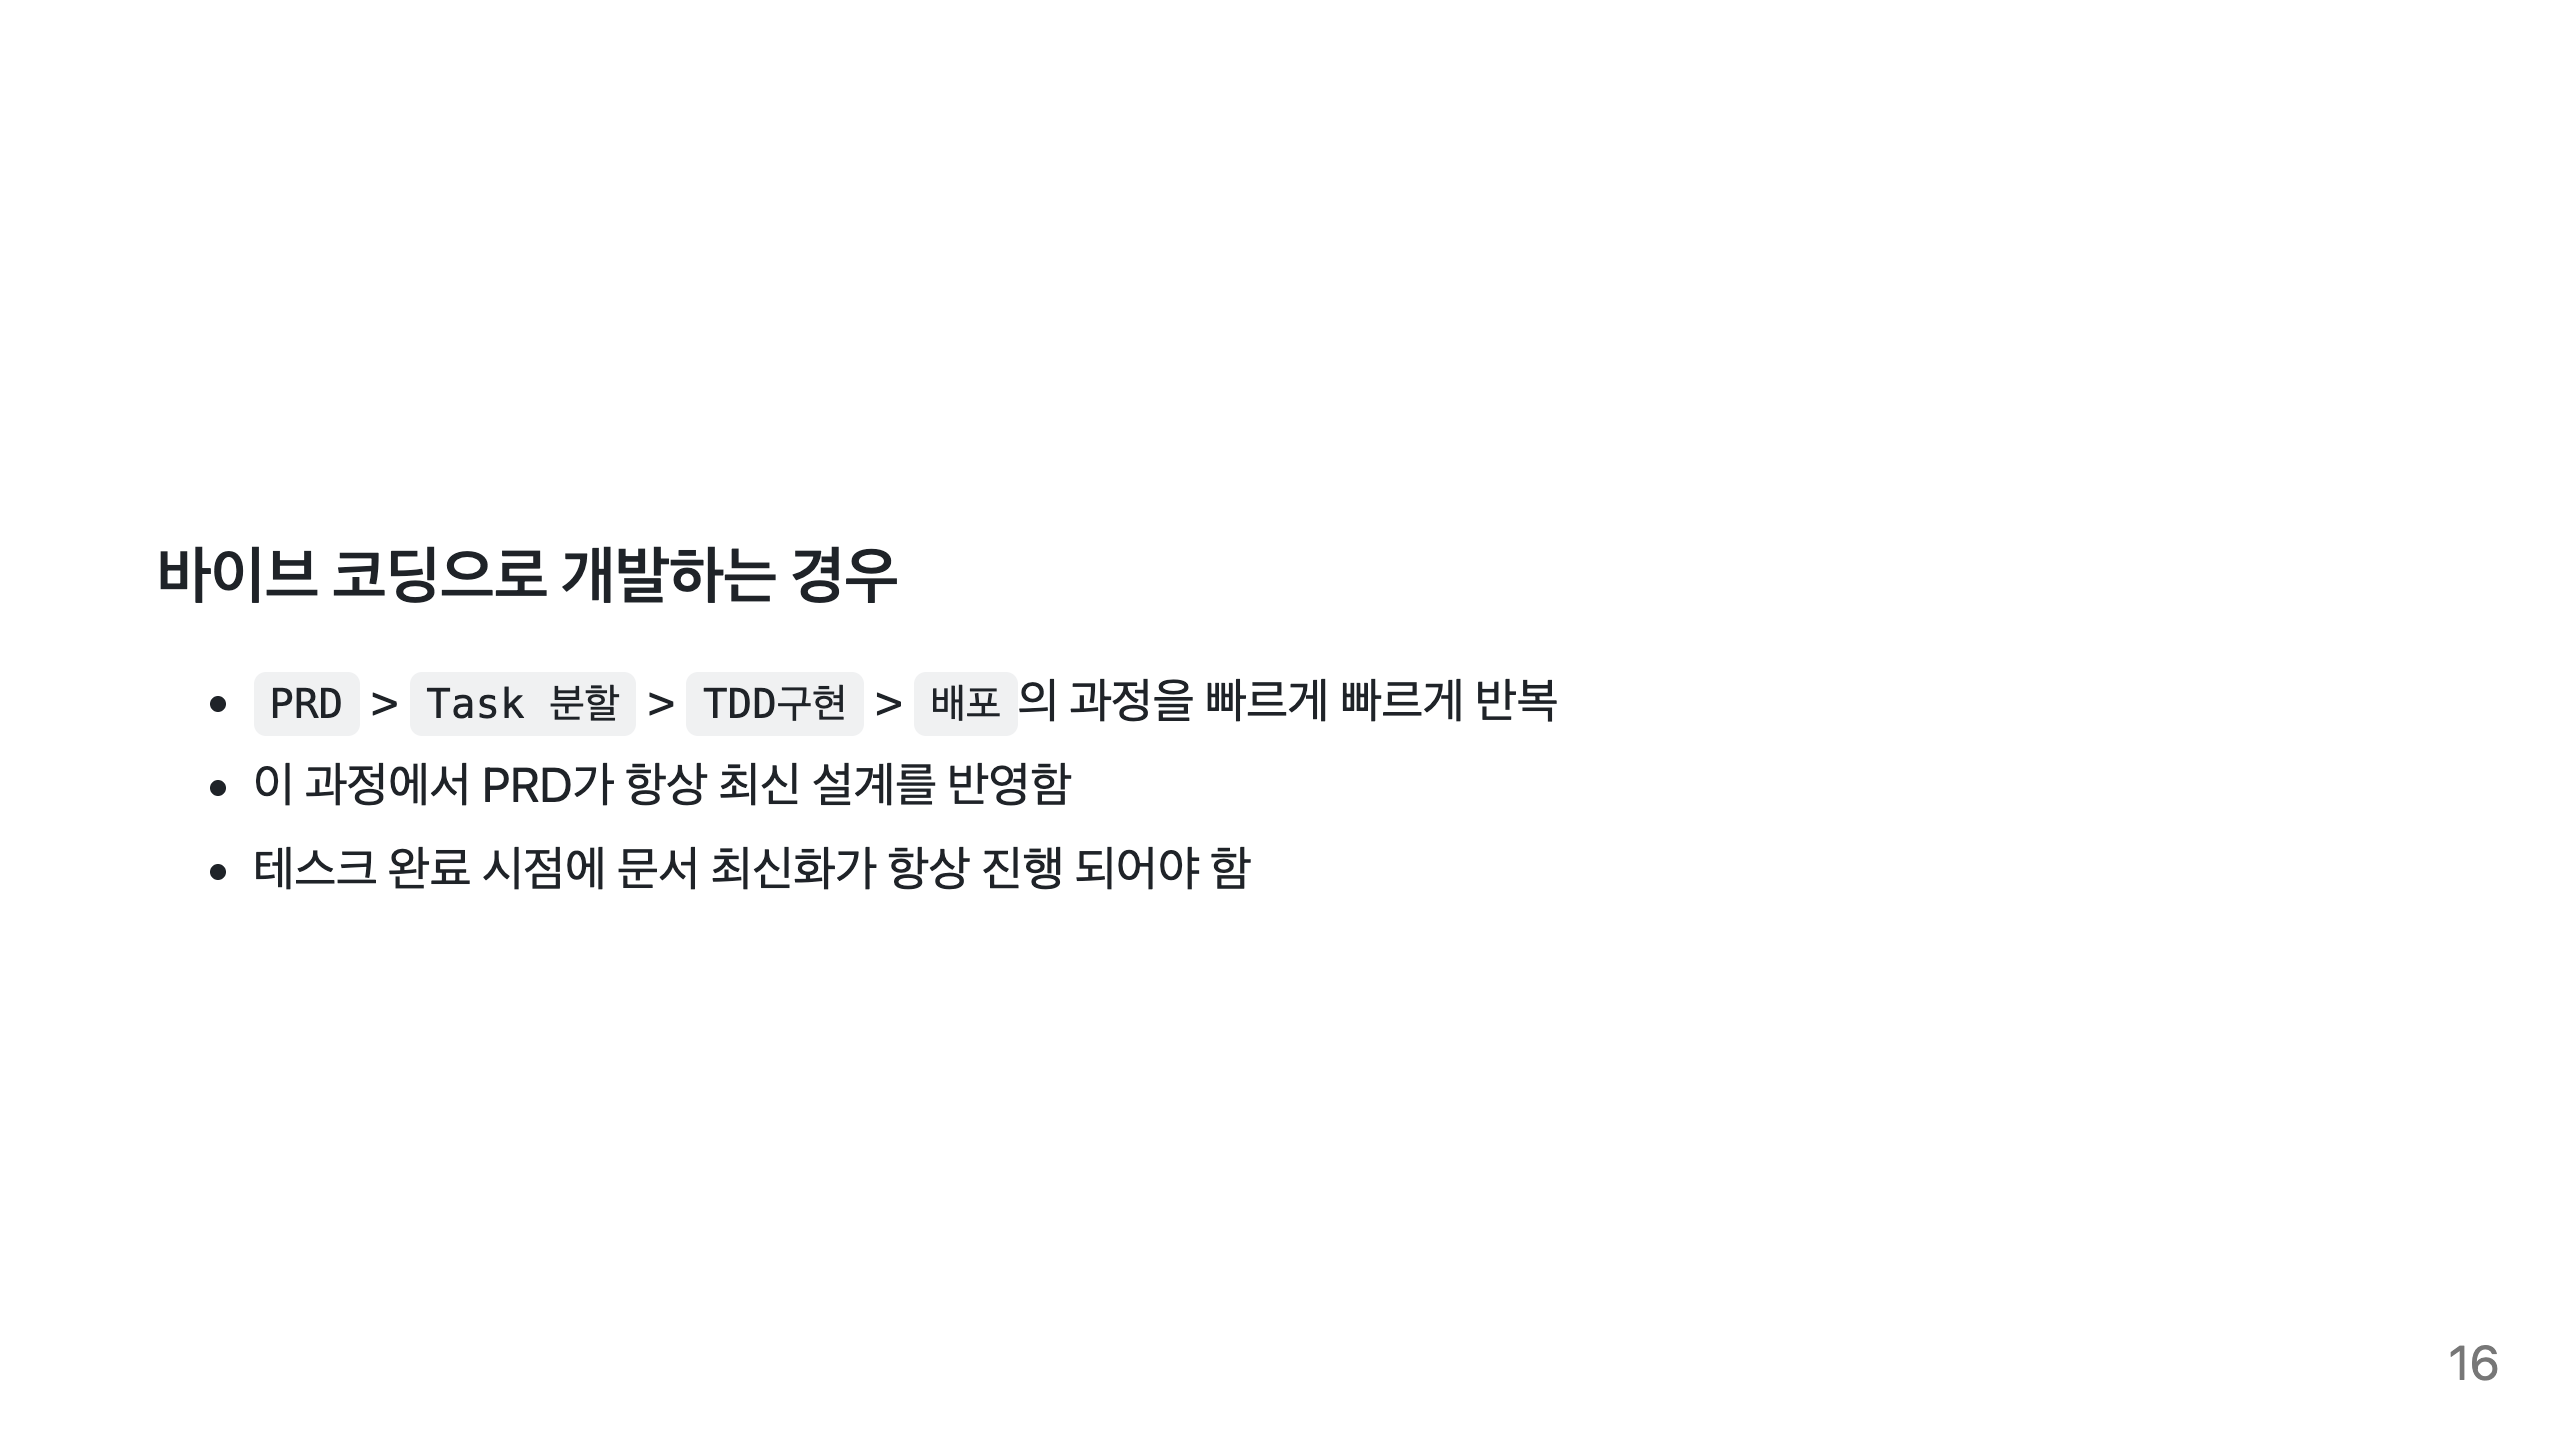 바이브 코딩으로 개발하는 경우
• PRD > Task 분할 > TDD구현 > 배포의 과정을 빠르게 빠르게 반복
• 이 과정에서 PRD가 항상 최신 설계를 반영함
• 테스크 완료 시점에 문서 최신화가 항상 진행 되어야 함
16